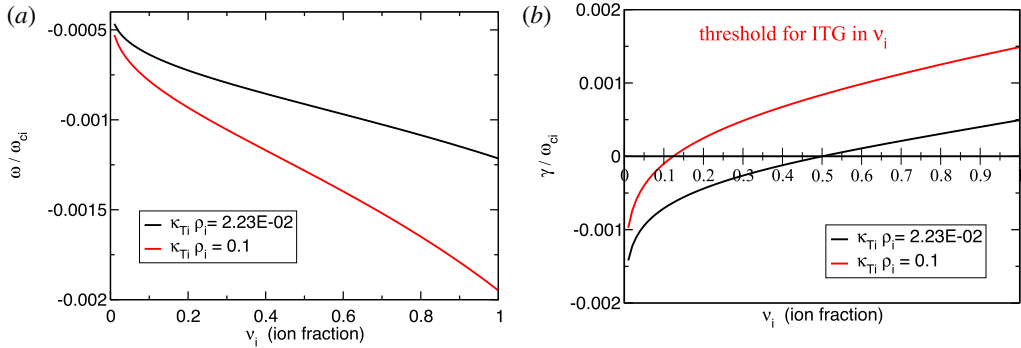 (a)
-0.0005
-0.001
-0.0015
-0.002
ω / ω_ci
0 0.2 0.4 0.6 0.8 1
ν_i (ion fraction)
κ_Ti ρ_i = 2.23E-02
κ_Ti ρ_i = 0.1
(b)
0.002
0.001
0
-0.001
-0.002
γ / ω_ci
threshold for ITG in ν_i
0 0.1 0.2 0.3 0.4 0.5 0.6 0.7 0.8 0.9 1
κ_Ti ρ_i = 2.23E-02
κ_Ti ρ_i = 0.1
ν_i (ion fraction)